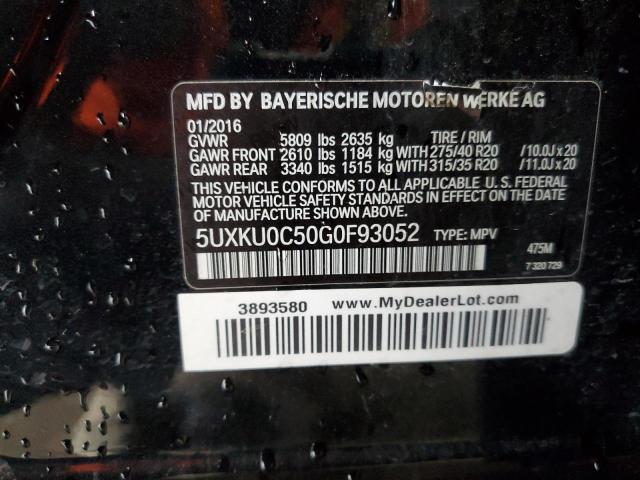 MFD BY BAYERISCHE MOTOREN WERKE AG
01/2016
GVWR 5809 lbs 2635 kg TIRE / RIM
GAWR FRONT 2610 lbs 1184 kg WITH 275/40 R20 /10.0J x 20
GAWR REAR 3340 lbs 1515 kg WITH 315/35 R20 /11.0J x 20
THIS VEHICLE CONFORMS TO ALL APPLICABLE U.S. FEDERAL
MOTOR VEHICLE SAFETY STANDARDS IN EFFECT ON THE DATE
OF MANUFACTURE SHOWN ABOVE.
5UXKU0C50G0F93052 TYPE: MPV
475M
7 320 729
3893580 www.MyDealerLot.com